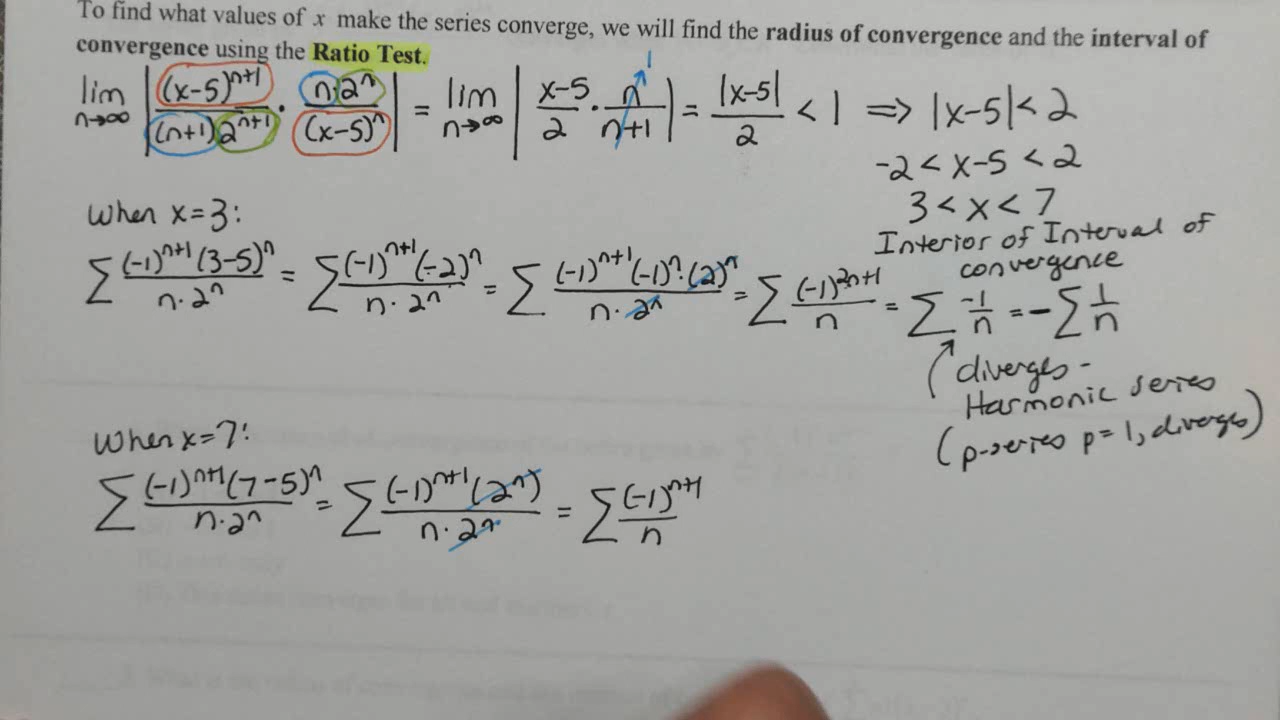 To find what values of x make the series converge, we will find the radius of convergence and the interval of
convergence using the Ratio Test.
lim n→∞ |(x-5)^(n+1) / ((n+1) 2^(n+1)) · n·2^n / (x-5)^n| = lim n→∞ | (x-5)/2 · n/(n+1) | = |x-5|/2 < 1 ⇒ |x-5| < 2
1
-2 < x-5 < 2
3 < x < 7
Interior of Interval of
convergence
When x=3:
∑ (-1)^(n+1) (3-5)^n / (n·2^n) = ∑ (-1)^(n+1) (-2)^n / (n·2^n) = ∑ (-1)^(n+1) (-1)^n · (2)^n / (n·2^n) = ∑ (-1)^(2n+1) / n = ∑ -1/n = -∑ 1/n
diverges -
Harmonic series
(p-series p=1, diverges)
When x=7:
∑ (-1)^(n+1) (7-5)^n / (n·2^n) = ∑ (-1)^(n+1) (2^n) / (n·2^n) = ∑ (-1)^(n+1) / n